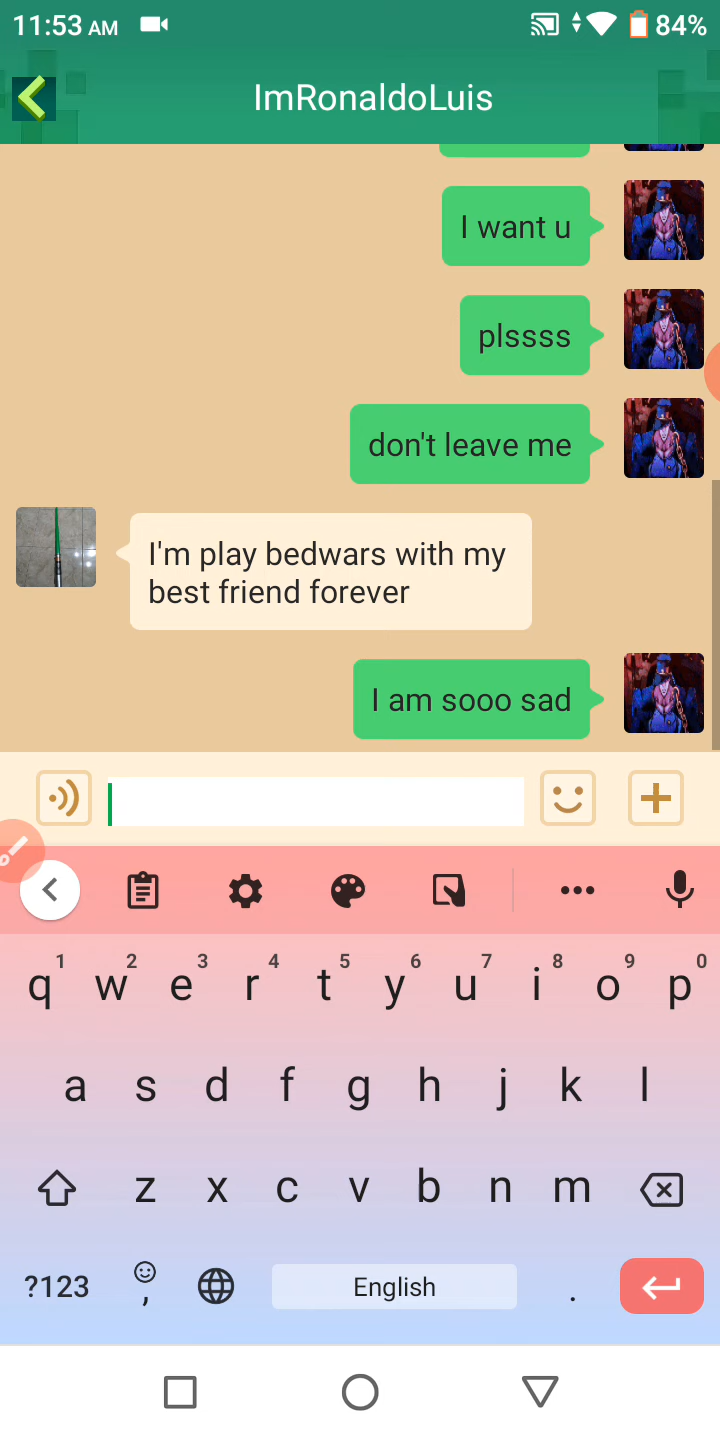 11:53 AM 84%
ImRonaldoLuis
I want u
plssss
don't leave me
I'm play bedwars with my
best friend forever
I am sooo sad
1 2 3 4 5 6 7 8 9 0
q w e r t y u i o p
a s d f g h j k l
z x c v b n m
?123 , English .